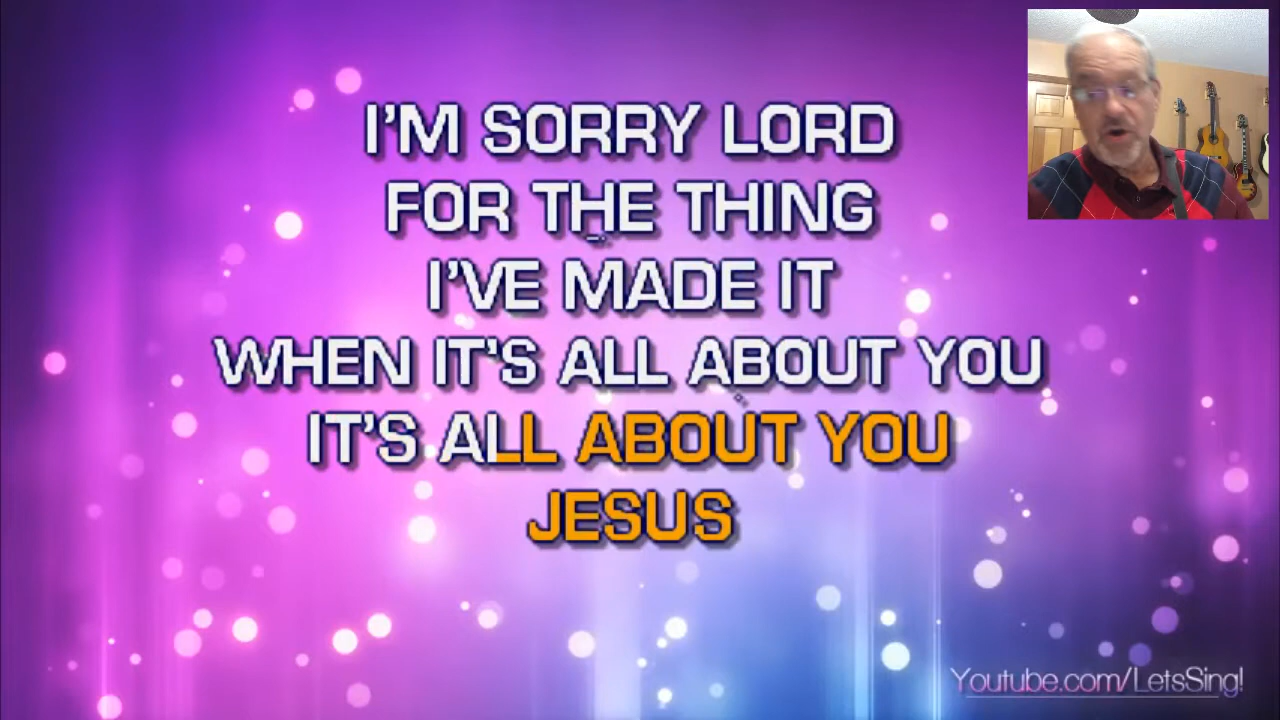 I'M SORRY LORD
FOR THE THING
I'VE MADE IT
WHEN IT'S ALL ABOUT YOU
IT'S ALL ABOUT YOU
JESUS
Youtube.com/LetsSing!